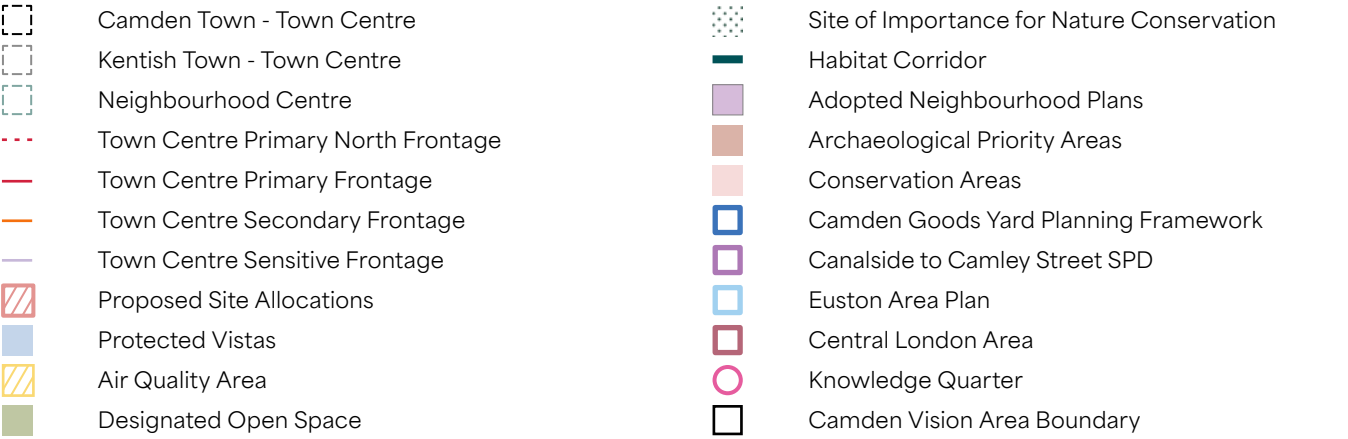 Camden Town - Town Centre
Kentish Town - Town Centre
Neighbourhood Centre
Town Centre Primary North Frontage
Town Centre Primary Frontage
Town Centre Secondary Frontage
Town Centre Sensitive Frontage
Proposed Site Allocations
Protected Vistas
Air Quality Area
Designated Open Space
Site of Importance for Nature Conservation
Habitat Corridor
Adopted Neighbourhood Plans
Archaeological Priority Areas
Conservation Areas
Camden Goods Yard Planning Framework
Canalside to Camley Street SPD
Euston Area Plan
Central London Area
Knowledge Quarter
Camden Vision Area Boundary